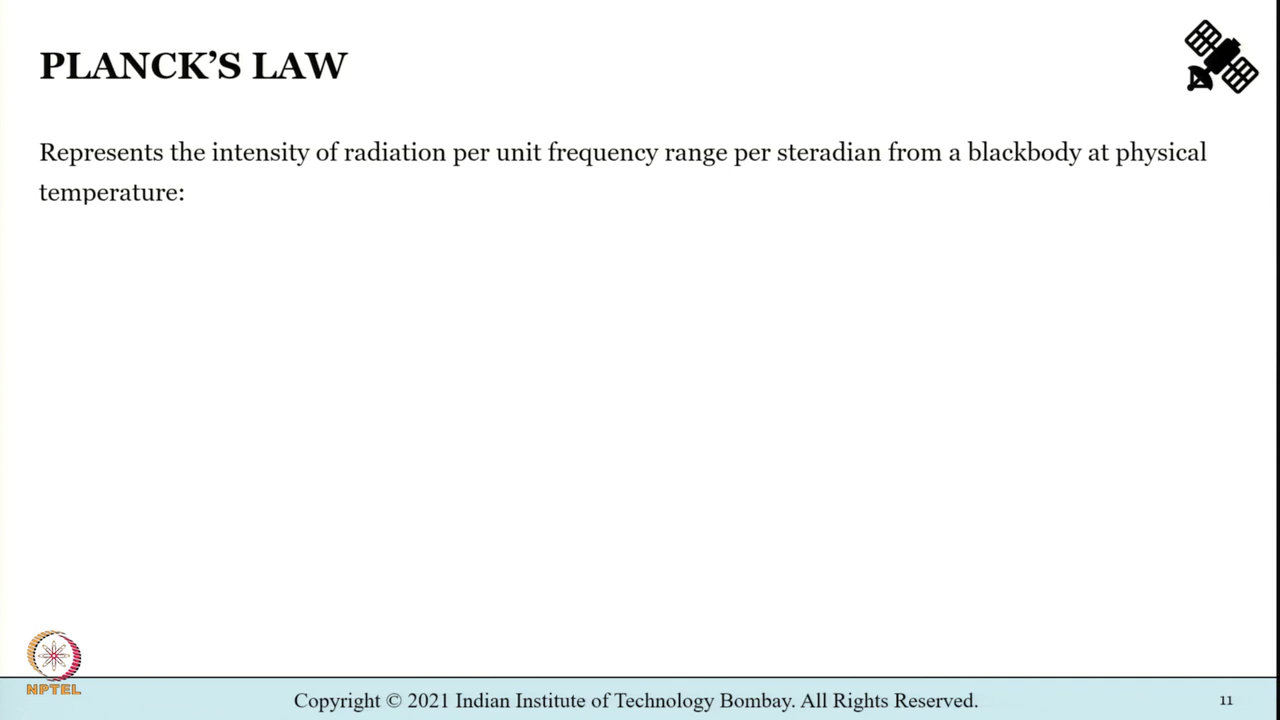 PLANCK’S LAW
Represents the intensity of radiation per unit frequency range per steradian from a blackbody at physical
temperature:
NPTEL
Copyright © 2021 Indian Institute of Technology Bombay. All Rights Reserved.
11